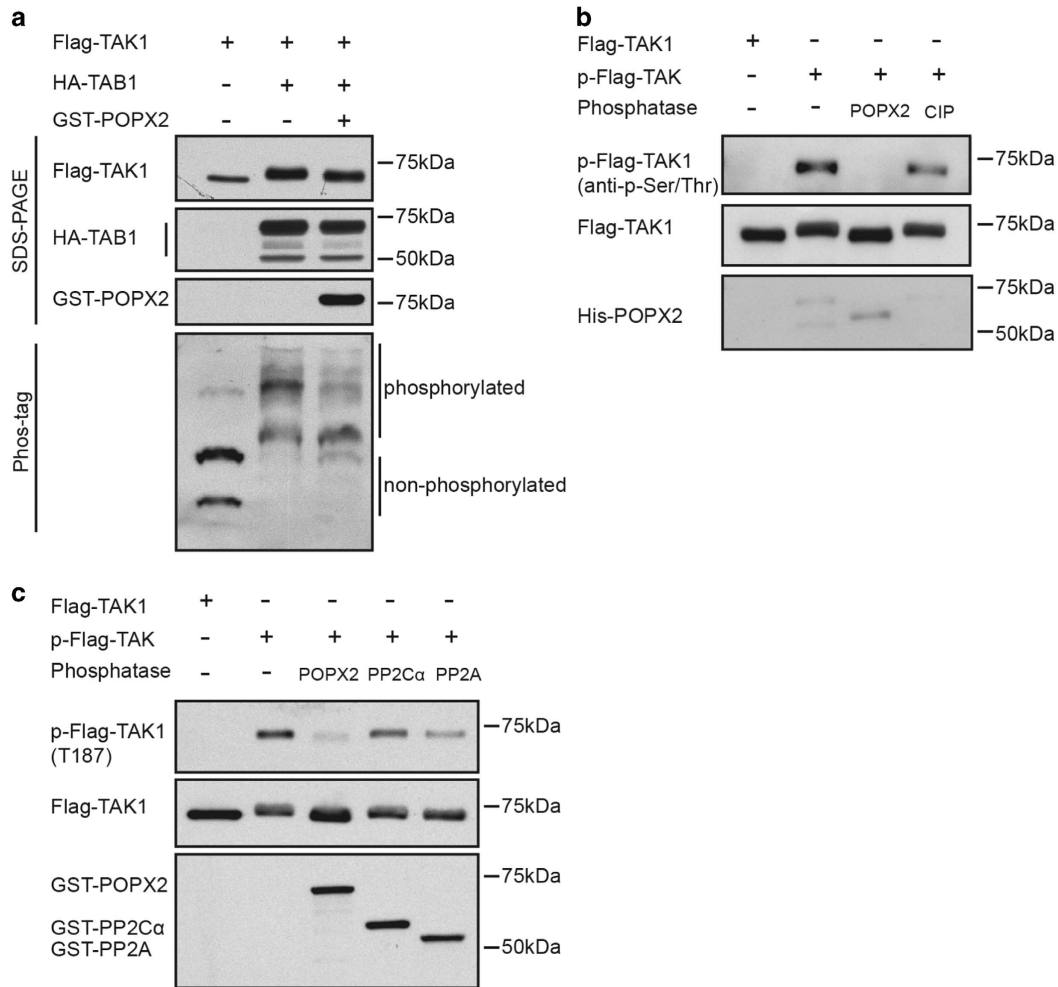 a
Flag-TAK1 + + +
HA-TAB1 - + +
GST-POPX2 - - +
SDS-PAGE
Flag-TAK1
75kDa
HA-TAB1
75kDa
50kDa
GST-POPX2
75kDa
Phos-tag
phosphorylated
non-phosphorylated
b
Flag-TAK1 + - - -
p-Flag-TAK - + + +
Phosphatase - - POPX2 CIP
p-Flag-TAK1
(anti-p-Ser/Thr)
75kDa
Flag-TAK1
75kDa
His-POPX2
75kDa
50kDa
c
Flag-TAK1 + - - - -
p-Flag-TAK - + + + +
Phosphatase - - POPX2 PP2Cα PP2A
p-Flag-TAK1
(T187)
75kDa
Flag-TAK1
75kDa
GST-POPX2
75kDa
GST-PP2Cα
GST-PP2A
50kDa